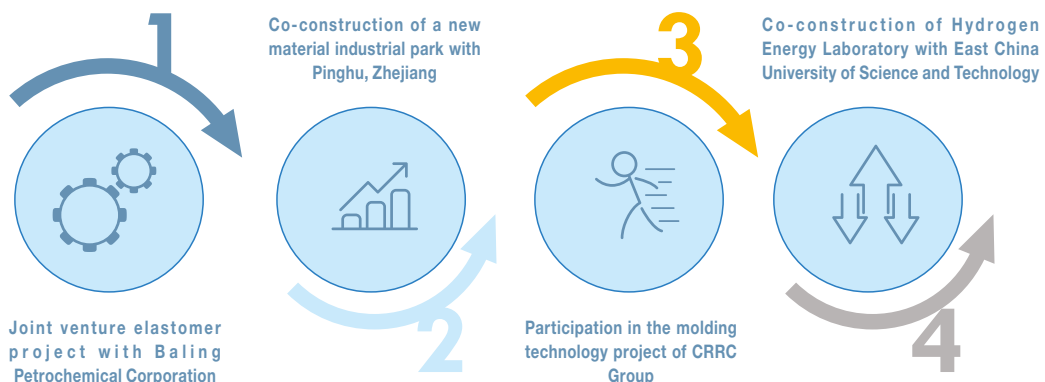 1
Joint venture elastomer
project with Baling
Petrochemical Corporation
Co-construction of a new
material industrial park with
Pinghu, Zhejiang
2
3
Participation in the molding
technology project of CRRC
Group
Co-construction of Hydrogen
Energy Laboratory with East China
University of Science and Technology
4